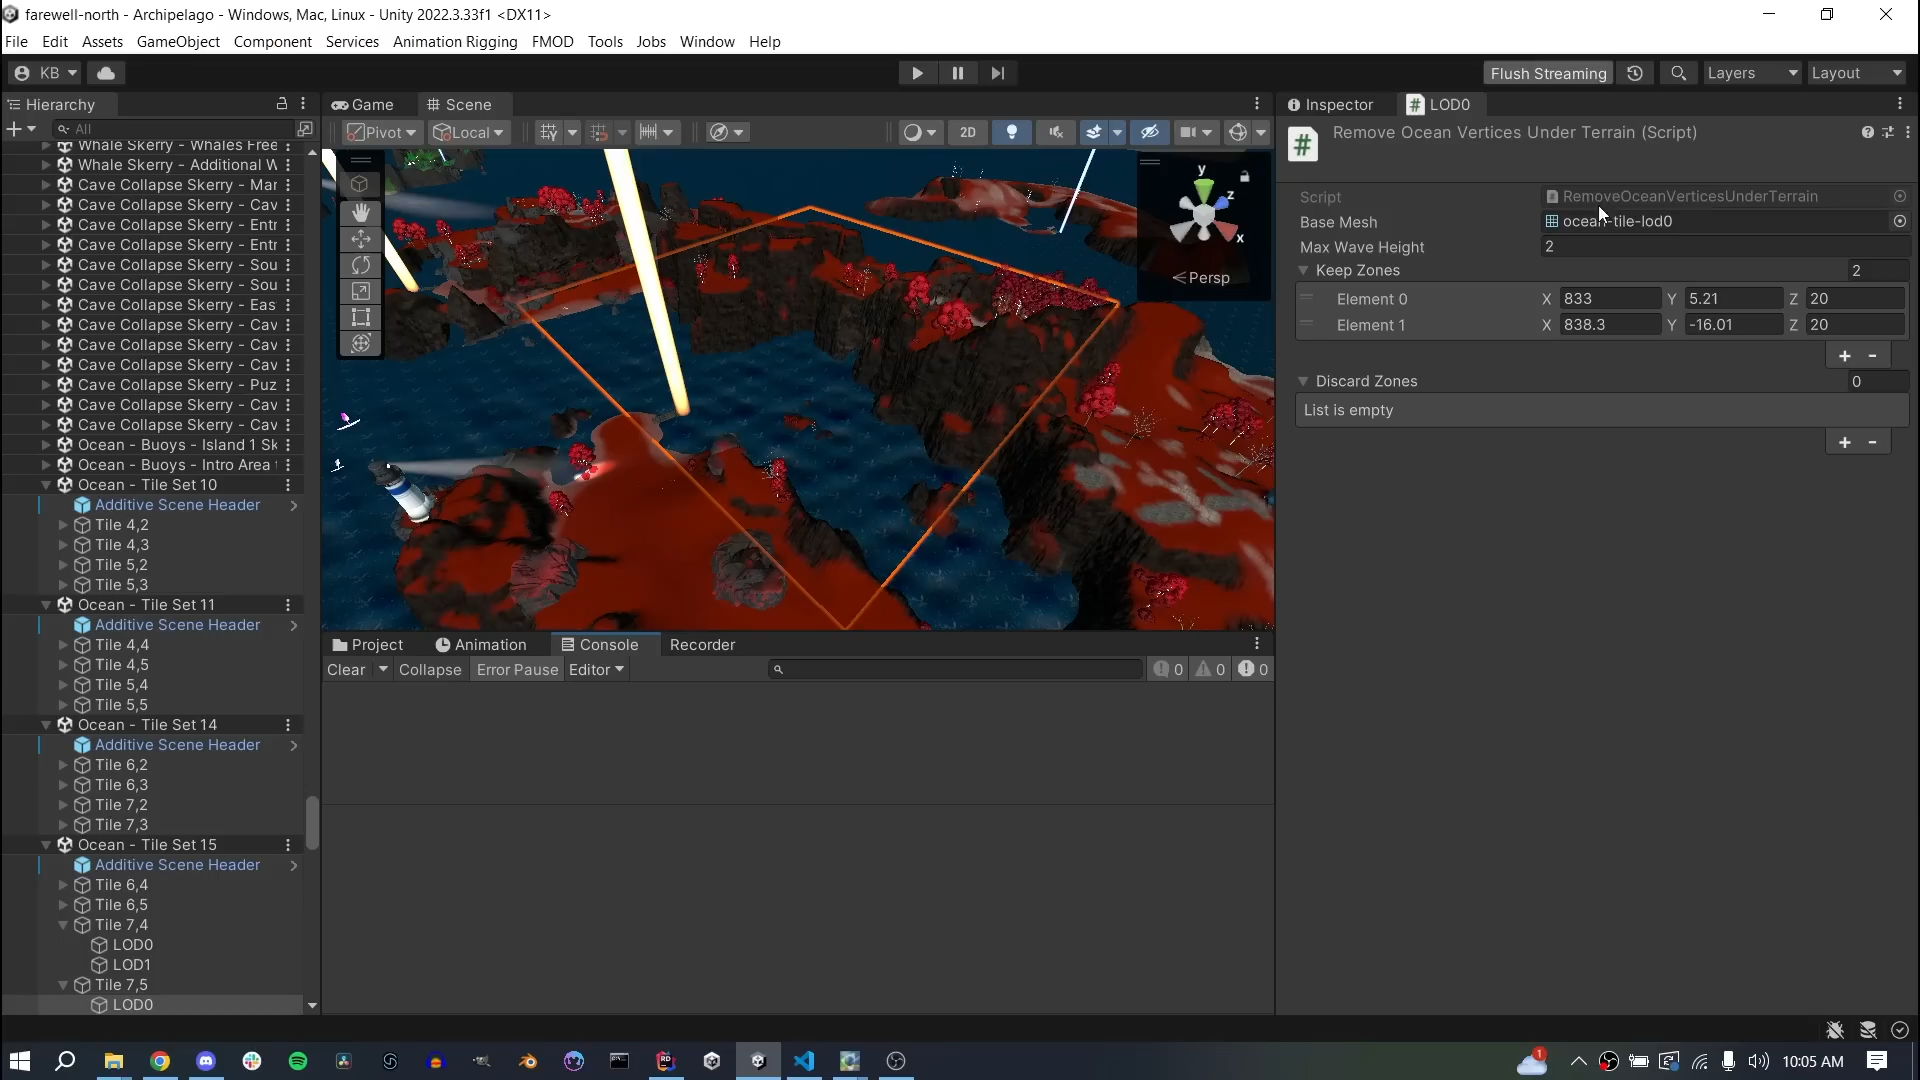 farewell-north - Archipelago - Windows, Mac, Linux - Unity 2022.3.33f1 <DX11>
File Edit Assets GameObject Component Services Animation Rigging FMOD Tools Jobs Window Help
KB
Flush Streaming
Layers
Layout
Hierarchy
Game
Scene
Inspector
LOD0
All
Pivot
Local
2D
Remove Ocean Vertices Under Terrain (Script)
Whale Skerry - Whales Free
Whale Skerry - Additional W
Cave Collapse Skerry - Mar
Cave Collapse Skerry - Cav
Cave Collapse Skerry - Entr
Cave Collapse Skerry - Entr
Cave Collapse Skerry - Sou
Cave Collapse Skerry - Sou
Cave Collapse Skerry - Eas
Cave Collapse Skerry - Cav
Cave Collapse Skerry - Cav
Cave Collapse Skerry - Cav
Cave Collapse Skerry - Puz
Cave Collapse Skerry - Cav
Cave Collapse Skerry - Cav
Ocean - Buoys - Island 1 Sk
Ocean - Buoys - Intro Area
Ocean - Tile Set 10
Additive Scene Header
Tile 4,2
Tile 4,3
Tile 5,2
Tile 5,3
Ocean - Tile Set 11
Additive Scene Header
Tile 4,4
Tile 4,5
Tile 5,4
Tile 5,5
Ocean - Tile Set 14
Additive Scene Header
Tile 6,2
Tile 6,3
Tile 7,2
Tile 7,3
Ocean - Tile Set 15
Additive Scene Header
Tile 6,4
Tile 6,5
Tile 7,4
LOD0
LOD1
Tile 7,5
LOD0
y
z
x
Persp
Script RemoveOceanVerticesUnderTerrain
Base Mesh ocean-tile-lod0
Max Wave Height 2
Keep Zones 2
Element 0 X 833 Y 5.21 Z 20
Element 1 X 838.3 Y -16.01 Z 20
+ -
Discard Zones 0
List is empty
+ -
Project Animation Console Recorder
Clear Collapse Error Pause Editor 0 0 0
1
10:05 AM